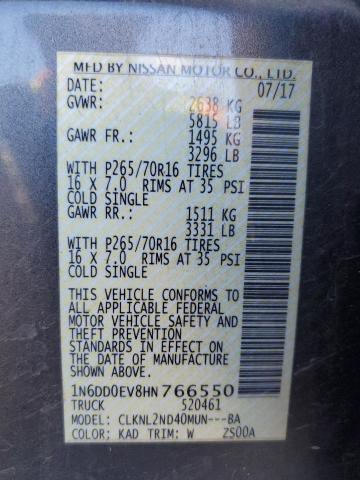 MFD BY NISSAN MOTOR CO., LTD.
DATE: 07/17
GVWR: 2638 KG
5815 LB
GAWR FR.: 1495 KG
3296 LB
WITH P265/70R16 TIRES
16 X 7.0 RIMS AT 35 PSI
COLD SINGLE
GAWR RR.: 1511 KG
3331 LB
WITH P265/70R16 TIRES
16 X 7.0 RIMS AT 35 PSI
COLD SINGLE
THIS VEHICLE CONFORMS TO
ALL APPLICABLE FEDERAL
MOTOR VEHICLE SAFETY AND
THEFT PREVENTION
STANDARDS IN EFFECT ON
THE DATE OF MANUFACTURE
SHOWN ABOVE.
1N6DD0EV8HN766550
TRUCK 520461
MODEL: CLKNL2ND40MUN---BA
COLOR: KAD TRIM: W ZS00A